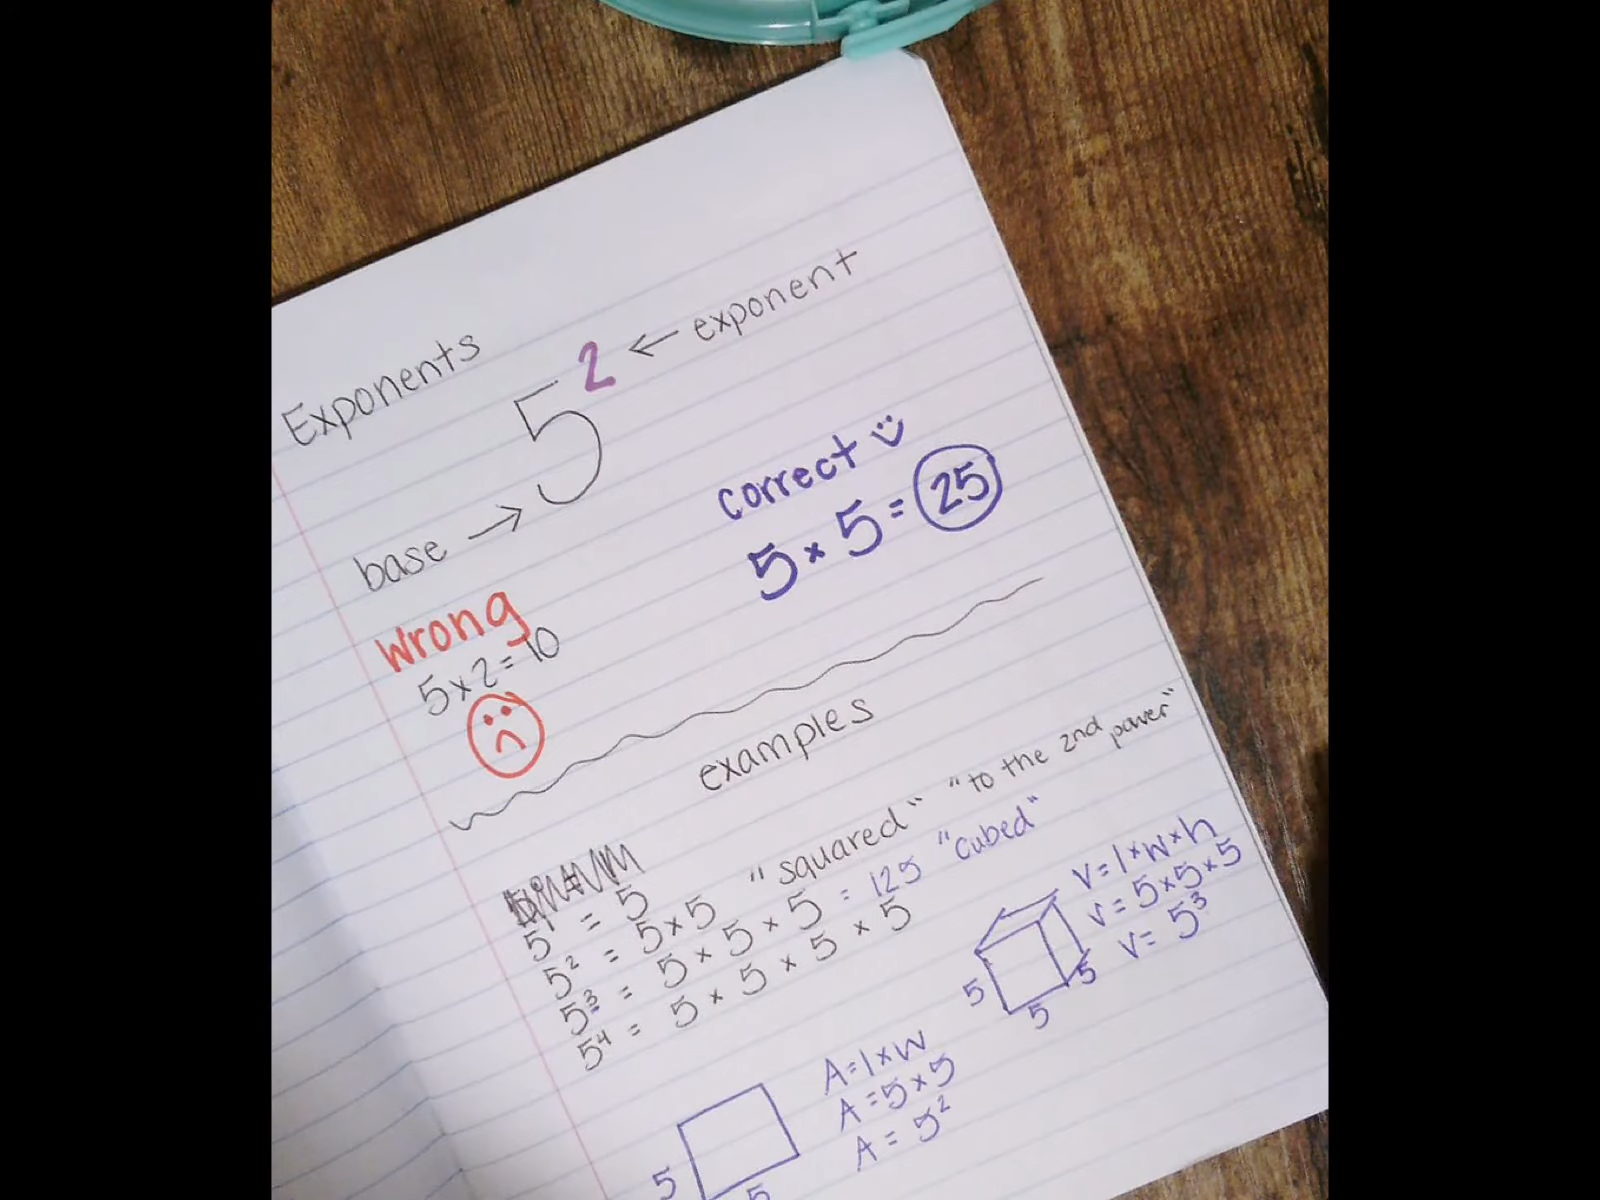 Exponents
5² ← exponent
base →
correct
5 × 5 = 25
wrong
5 × 2 = 10
examples
5¹ = 5
5² = 5 × 5 "squared" "to the 2nd power"
5³ = 5 × 5 × 5 = 125 "cubed"
5⁴ = 5 × 5 × 5 × 5
V = l × w × h
V = 5 × 5 × 5
V = 5³
5
5
5
A = l × w
A = 5 × 5
A = 5²
5
5